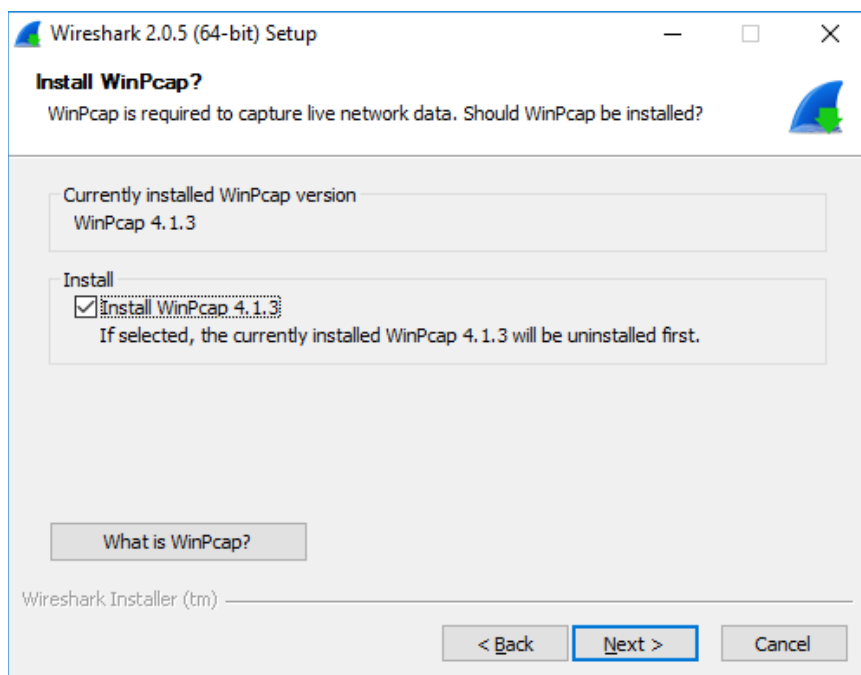 Wireshark 2.0.5 (64-bit) Setup
Install WinPcap?
WinPcap is required to capture live network data. Should WinPcap be installed?
Currently installed WinPcap version
WinPcap 4.1.3
Install
Install WinPcap 4.1.3
If selected, the currently installed WinPcap 4.1.3 will be uninstalled first.
What is WinPcap?
Wireshark Installer (tm)
< Back Next > Cancel